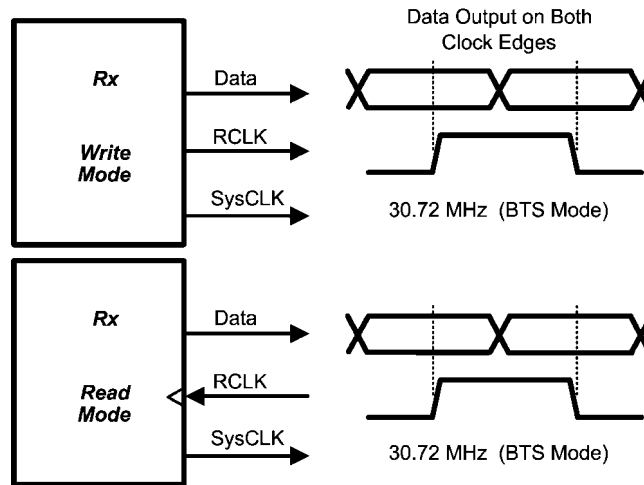 Data Output on Both
Clock Edges
Rx
Data
RCLK
Write
Mode
SysCLK
30.72 MHz (BTS Mode)
Rx
Data
RCLK
Read
Mode
SysCLK
30.72 MHz (BTS Mode)